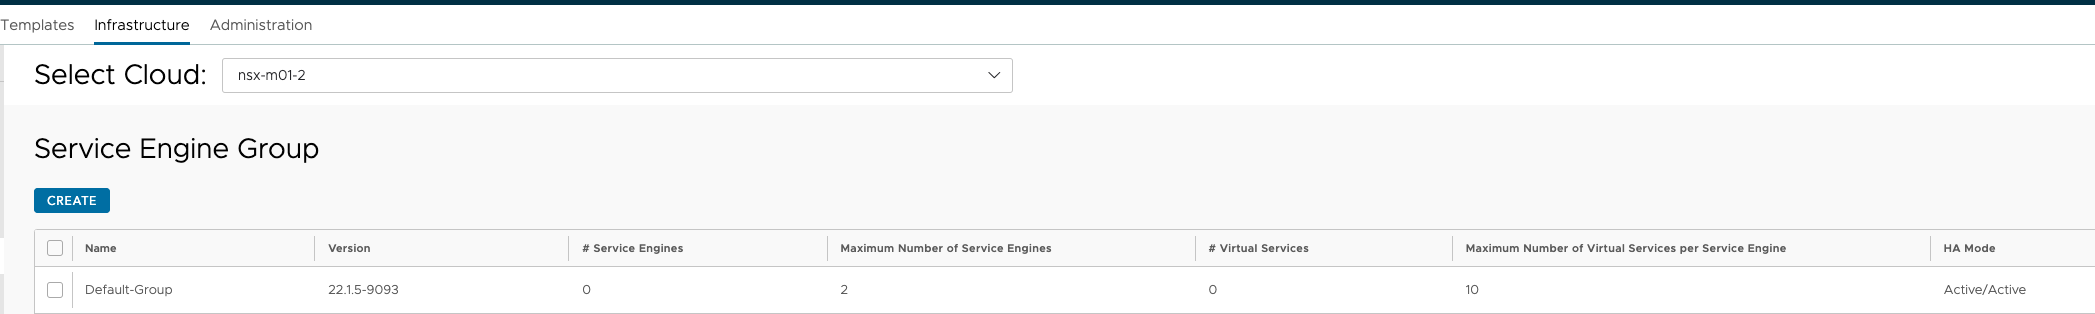 Templates Infrastructure Administration
Select Cloud: nsx-m01-2
Service Engine Group
CREATE
Name Version # Service Engines Maximum Number of Service Engines # Virtual Services Maximum Number of Virtual Services per Service Engine HA Mode
Default-Group 22.1.5-9093 0 2 0 10 Active/Active